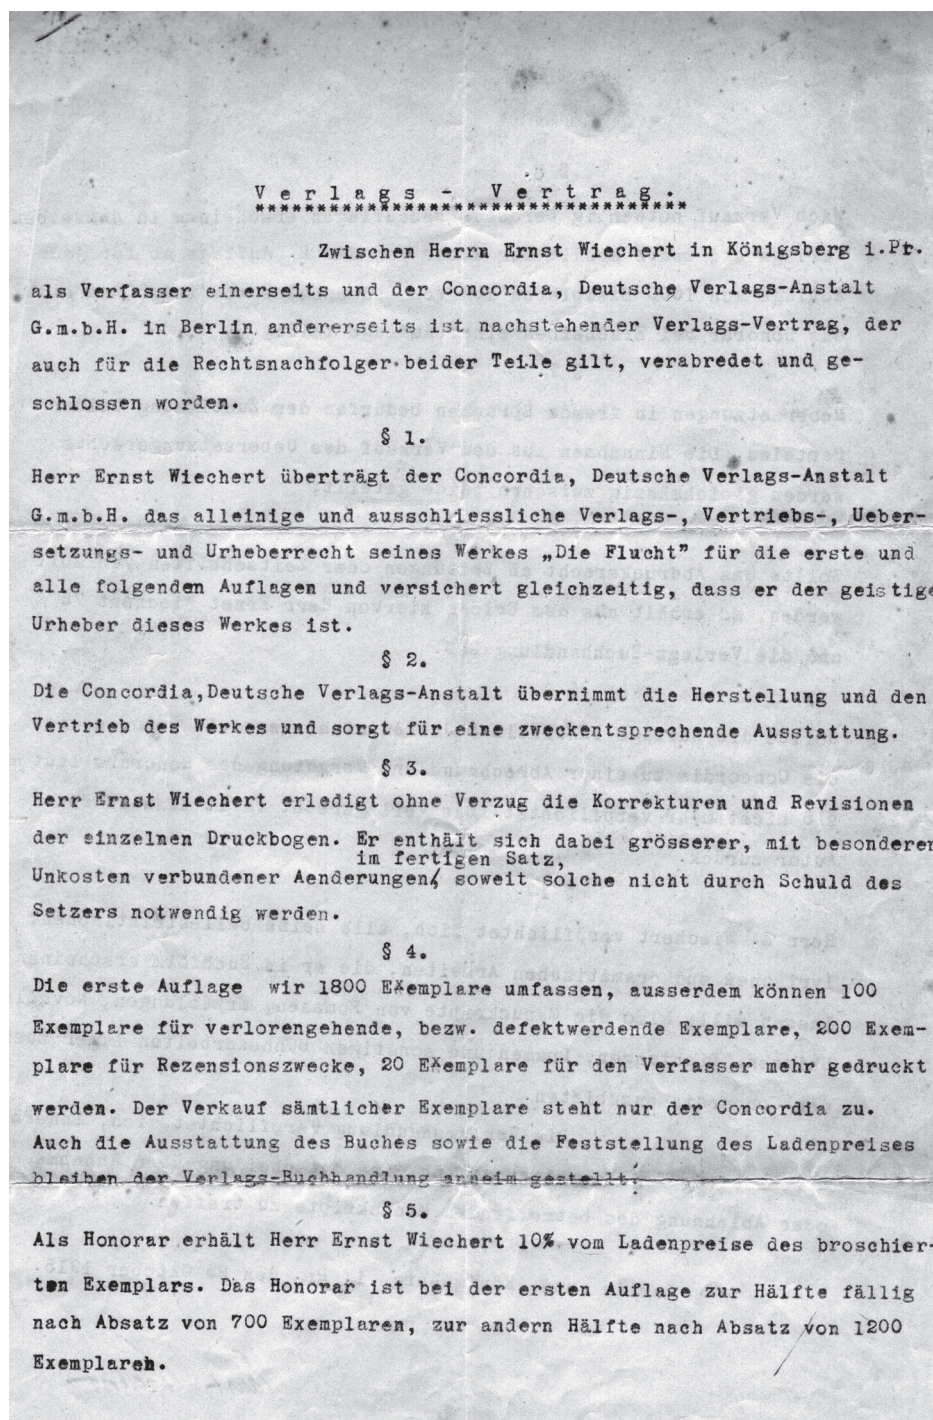 Verlags - Vertrag.
***********************************
Zwischen Herrn Ernst Wiechert in Königsberg i.Pr.
als Verfasser einerseits und der Concordia, Deutsche Verlags-Anstalt
G.m.b.H. in Berlin andererseits ist nachstehender Verlags-Vertrag, der
auch für die Rechtsnachfolger beider Teile gilt, verabredet und ge-
schlossen worden.
§ 1.
Herr Ernst Wiechert überträgt der Concordia, Deutsche Verlags-Anstalt
G.m.b.H. das alleinige und ausschliessliche Verlags-, Vertriebs-, Ueber-
setzungs- und Urheberrecht seines Werkes „Die Flucht” für die erste und
alle folgenden Auflagen und versichert gleichzeitig, dass er der geistige
Urheber dieses Werkes ist.
§ 2.
Die Concordia,Deutsche Verlags-Anstalt übernimmt die Herstellung und den
Vertrieb des Werkes und sorgt für eine zweckentsprechende Ausstattung.
§ 3.
Herr Ernst Wiechert erledigt ohne Verzug die Korrekturen und Revisionen
der einzelnen Druckbogen. Er enthält sich dabei grösserer, mit besonderen
im fertigen Satz,
Unkosten verbundener Aenderungen, soweit solche nicht durch Schuld des
Setzers notwendig werden.
§ 4.
Die erste Auflage wir 1800 Exemplare umfassen, ausserdem können 100
Exemplare für verlorengehende, bezw. defektwerdende Exemplare, 200 Exem-
plare für Rezensionszwecke, 20 Exemplare für den Verfasser mehr gedruckt
werden. Der Verkauf sämtlicher Exemplare steht nur der Concordia zu.
Auch die Ausstattung des Buches sowie die Feststellung des Ladenpreises
bleiben der Verlags-Buchhandlung anheim gestellt.
§ 5.
Als Honorar erhält Herr Ernst Wiechert 10% vom Ladenpreise des broschier-
ten Exemplars. Das Honorar ist bei der ersten Auflage zur Hälfte fällig
nach Absatz von 700 Exemplaren, zur andern Hälfte nach Absatz von 1200
Exemplaren.